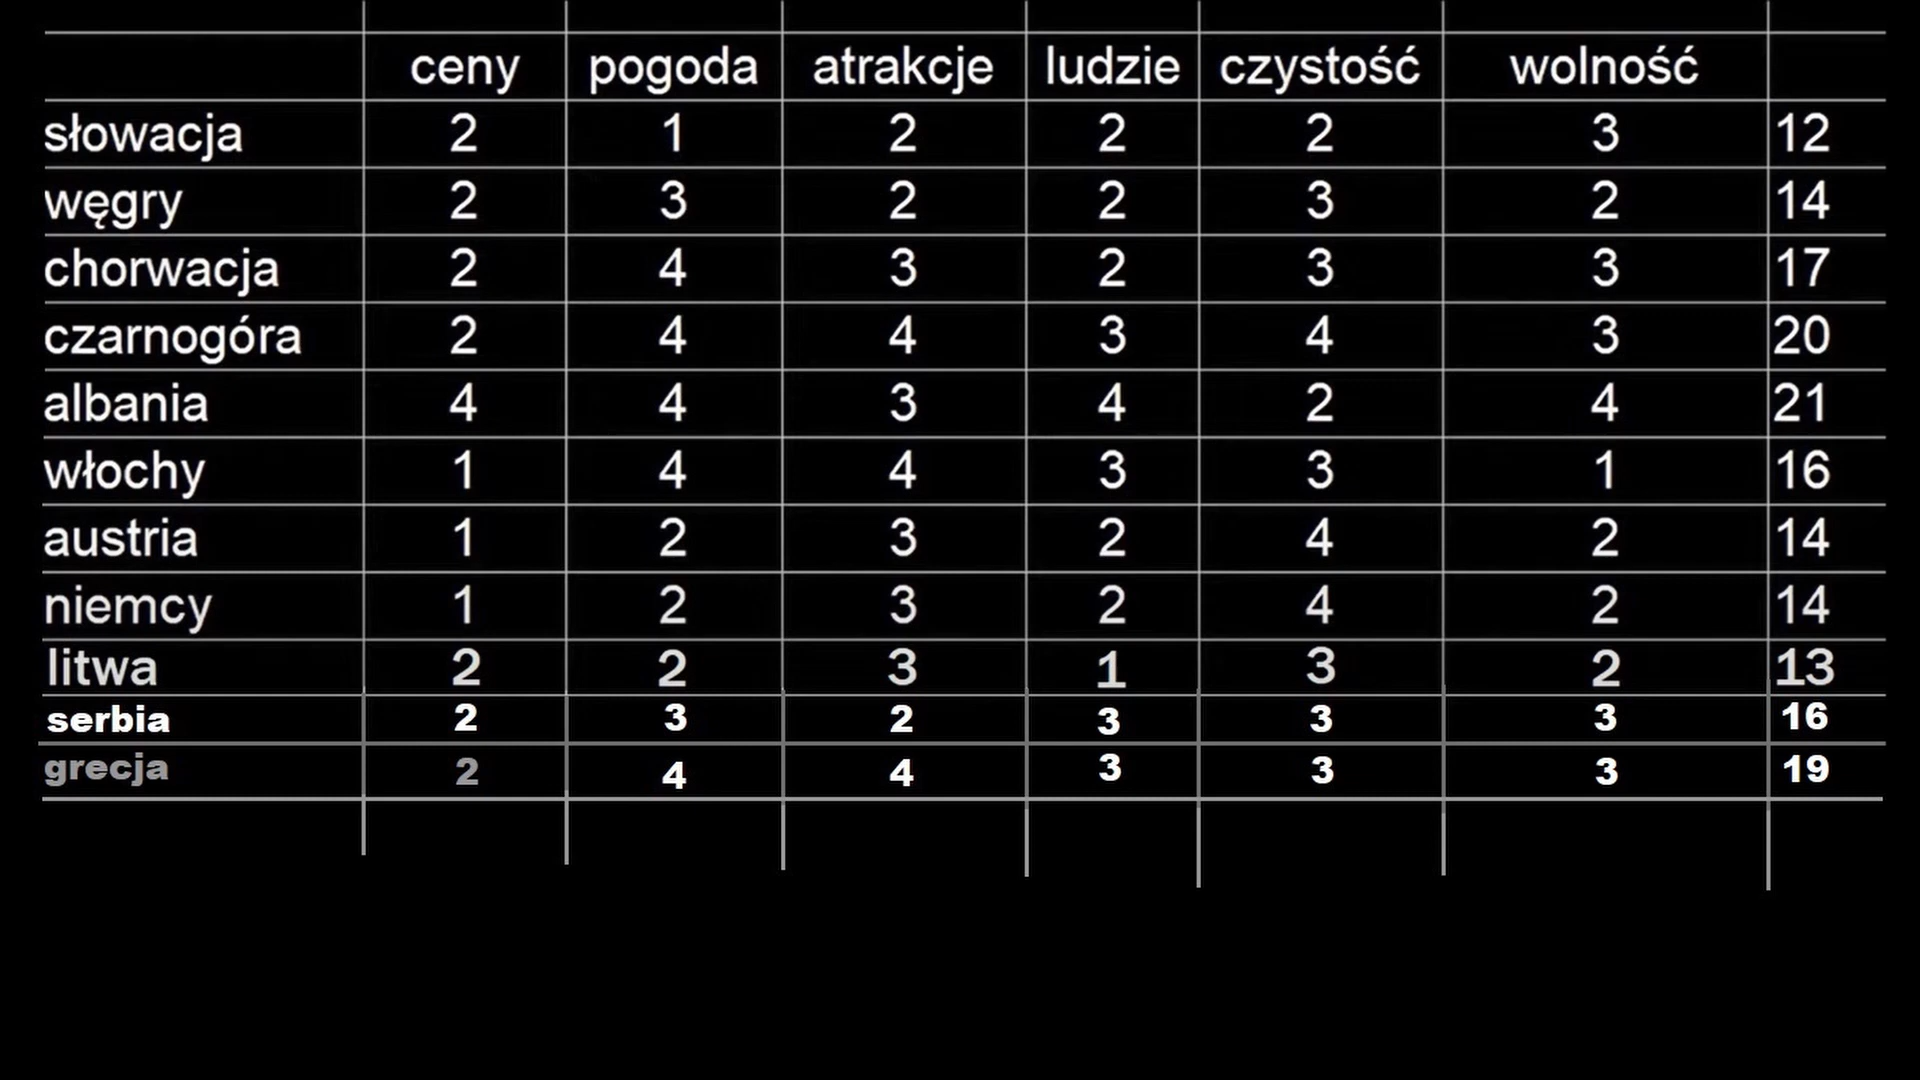 ceny pogoda atrakcje ludzie czystość wolność
słowacja 2 1 2 2 2 3 12
węgry 2 3 2 2 3 2 14
chorwacja 2 4 3 2 3 3 17
czarnogóra 2 4 4 3 4 3 20
albania 4 4 3 4 2 4 21
włochy 1 4 4 3 3 1 16
austria 1 2 3 2 4 2 14
niemcy 1 2 3 2 4 2 14
litwa 2 2 3 1 3 2 13
serbia 2 3 2 3 3 3 16
grecja 2 4 4 3 3 3 19